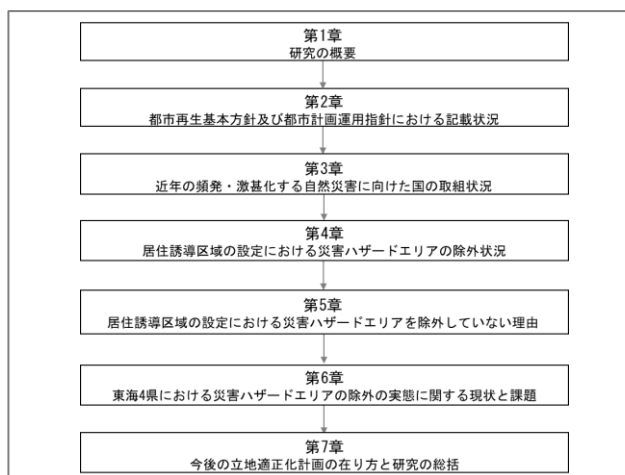 第1章
研究の概要
第2章
都市再生基本方針及び都市計画運用指針における記載状況
第3章
近年の頻発・激甚化する自然災害に向けた国の取組状況
第4章
居住誘導区域の設定における災害ハザードエリアの除外状況
第5章
居住誘導区域の設定における災害ハザードエリアを除外していない理由
第6章
東海4県における災害ハザードエリアの除外の実態に関する現状と課題
第7章
今後の立地適正化計画の在り方と研究の総括